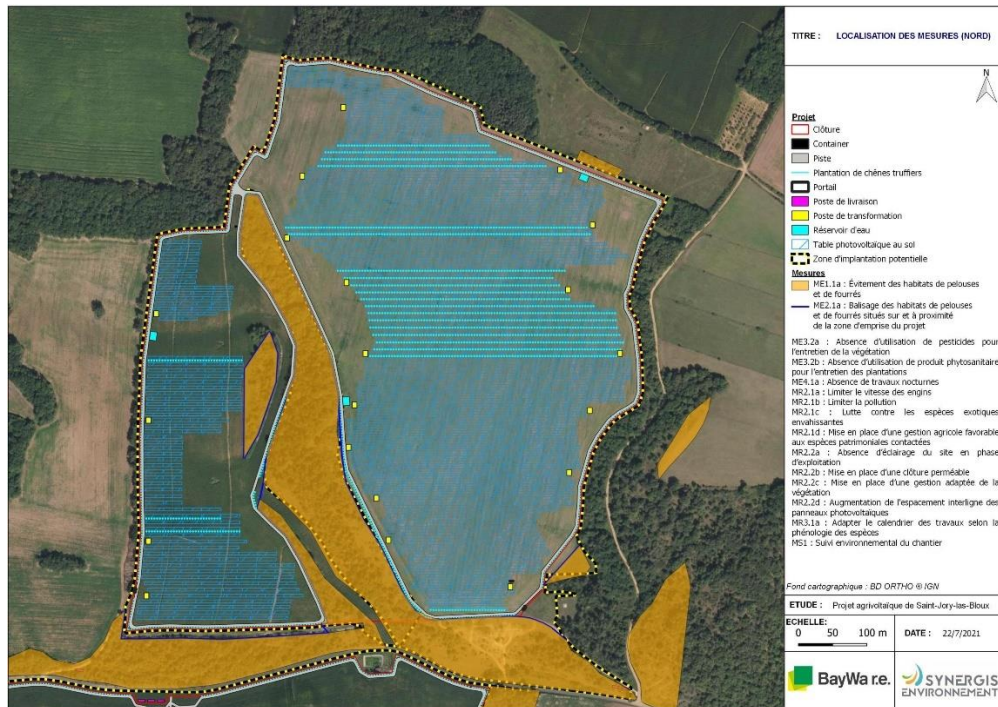 TITRE : LOCALISATION DES MESURES (NORD)
N
Projet
Clôture
Container
Piste
Plantation de chênes truffiers
Portail
Poste de livraison
Poste de transformation
Réservoir d'eau
Table photovoltaïque au sol
Zone d'implantation potentielle
Mesures
ME1.1a : Évitement des habitats de pelouses
et de fourrés
ME2.1a : Balisage des habitats de pelouses
et de fourrés situés sur et à proximité
de la zone d'emprise du projet
ME3.2a : Absence d'utilisation de pesticides pour
l'entretien de la végétation
ME3.2b : Absence d'utilisation de produit phytosanitaire
pour l'entretien des plantations
ME4.1a : Absence de travaux nocturnes
MR2.1a : Limiter le vitesse des engins
MR2.1b : Limiter la pollution
MR2.1c : Lutte contre les espèces exotiques
envahissantes
MR2.1d : Mise en place d'une gestion agricole favorable
aux espèces patrimoniales contactées
MR2.2a : Absence d'éclairage du site en phase
d'exploitation
MR2.2b : Mise en place d'une clôture perméable
MR2.2c : Mise en place d'une gestion adaptée de la
végétation
MR2.2d : Augmentation de l'espacement interligne des
panneaux photovoltaïques
MR3.1a : Adapter le calendrier des travaux selon la
phénologie des espèces
MS1 : Suivi environnemental du chantier
Fond cartographique : BD ORTHO ® IGN
ETUDE : Projet agrivoltaïque de Saint-Jory-las-Bloux
ECHELLE:
0 50 100 m
DATE : 22/7/2021
BayWa r.e.
SYNERGIS
ENVIRONNEMENT